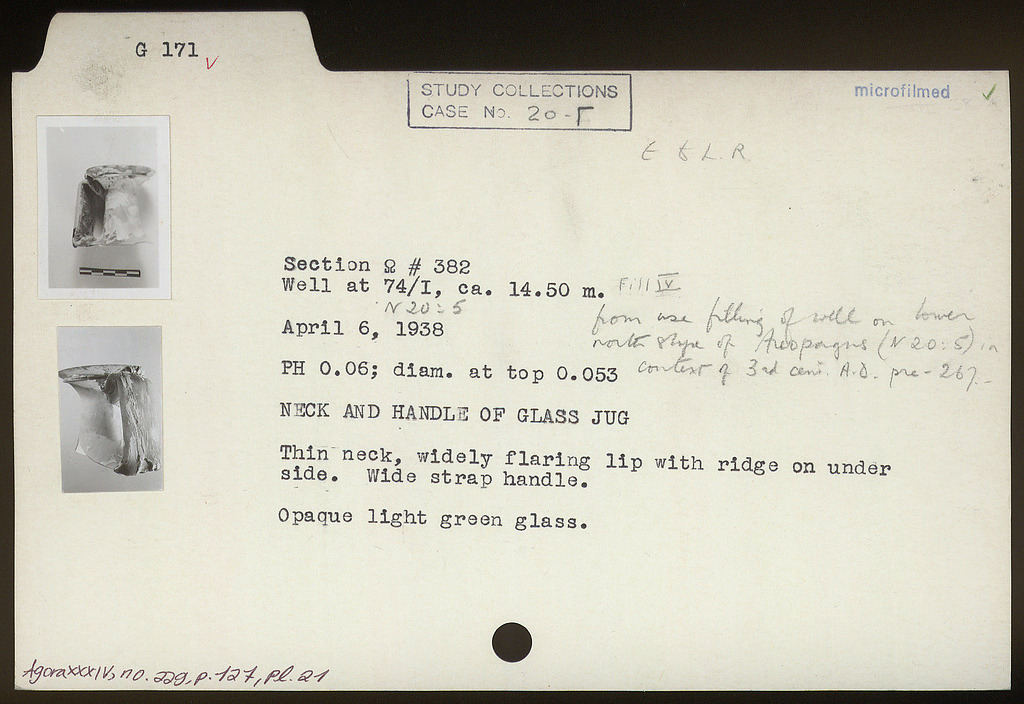 G 171
STUDY COLLECTIONS
CASE No. 20-Γ
microfilmed ✓
E & L. R.
Section Ω # 382
Well at 74/I, ca. 14.50 m. Fill IV
N 20:5
April 6, 1938
from use filling of well on lower
north slope of Areopagus (N 20:5) in
context of 3rd cent. A.D. pre-267.-
PH 0.06; diam. at top 0.053
NECK AND HANDLE OF GLASS JUG
Thin neck, widely flaring lip with ridge on under
side. Wide strap handle.
Opaque light green glass.
Agora XXXIV, no. 229, p. 127, pl. 21